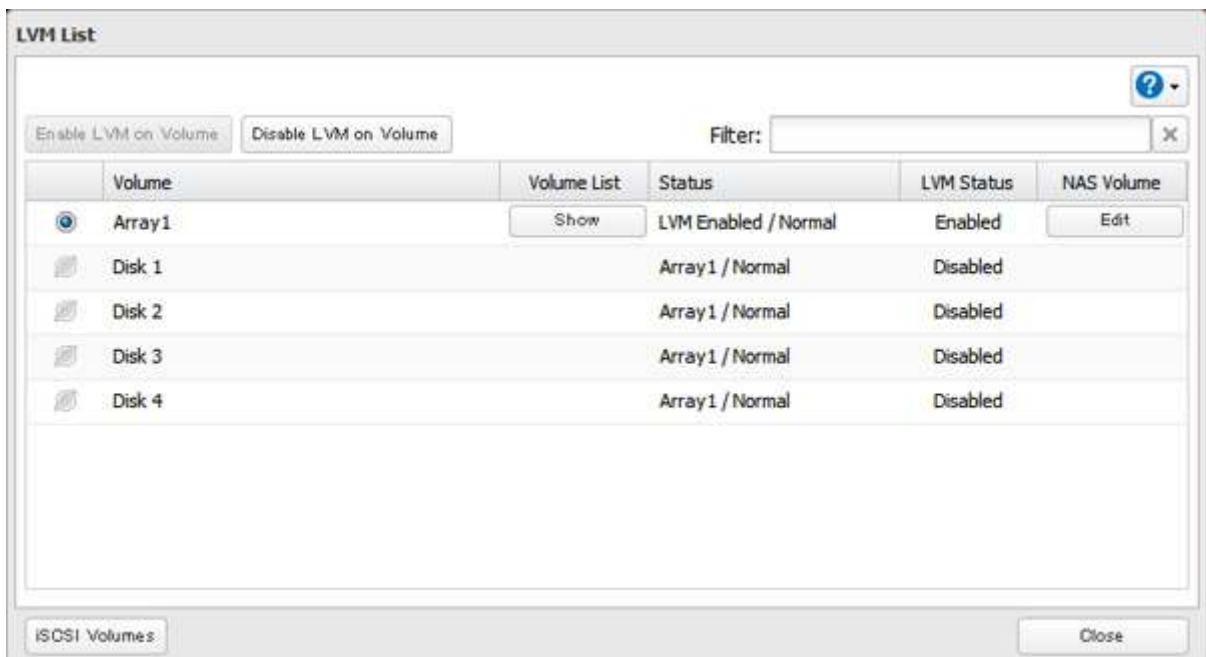 LVM List
?
Enable LVM on Volume Disable LVM on Volume Filter:
Volume Volume List Status LVM Status NAS Volume
Array1 Show LVM Enabled / Normal Enabled Edit
Disk 1 Array1 / Normal Disabled
Disk 2 Array1 / Normal Disabled
Disk 3 Array1 / Normal Disabled
Disk 4 Array1 / Normal Disabled
iSCSI Volumes Close